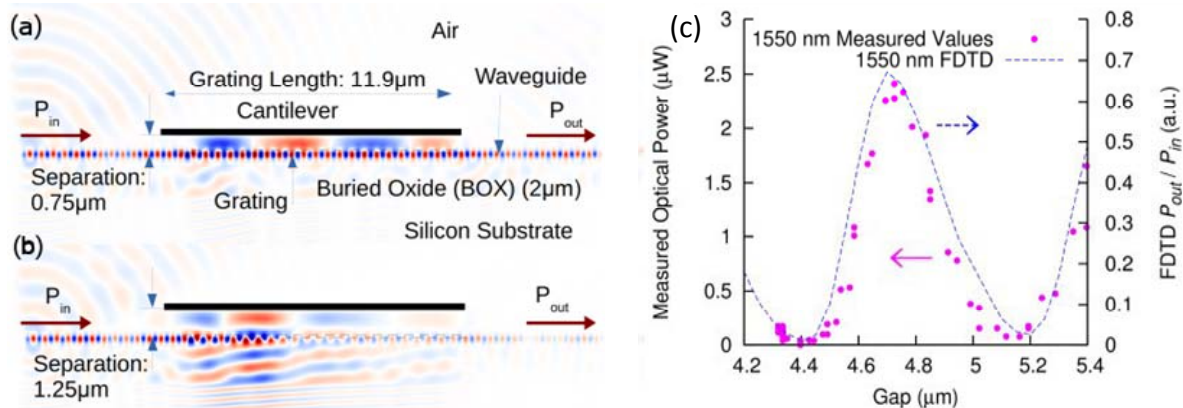 (a)
Air
Grating Length: 11.9μm
Waveguide
Cantilever
P_in
P_out
Separation:
0.75μm
Grating
Buried Oxide (BOX) (2μm)
Silicon Substrate
(b)
P_in
P_out
Separation:
1.25μm
(c)
1550 nm Measured Values
1550 nm FDTD
Measured Optical Power (μW)
3
2.5
2
1.5
1
0.5
0
4.2 4.4 4.6 4.8 5 5.2 5.4
Gap (μm)
0.8
0.7
0.6
0.5
0.4
0.3
0.2
0.1
0
FDTD P_out / P_in (a.u.)